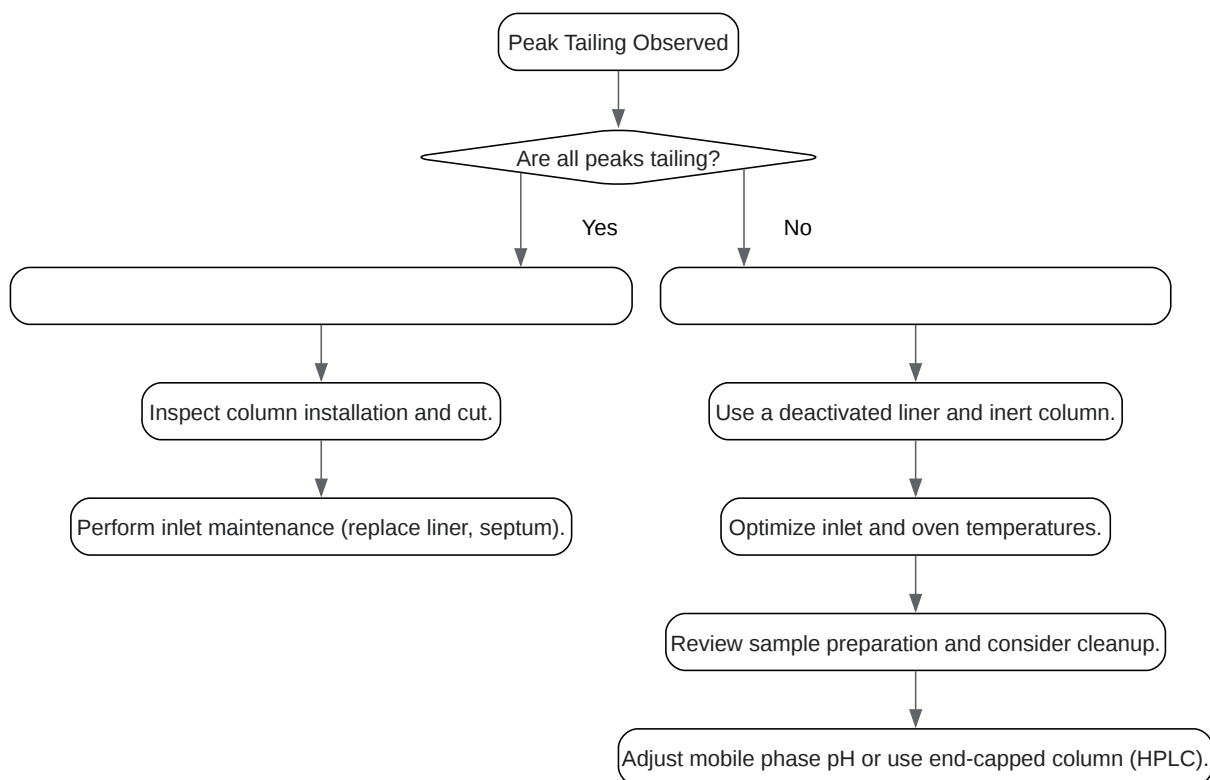 Peak Tailing Observed
Are all peaks tailing?
Yes
No
Inspect column installation and cut.
Use a deactivated liner and inert column.
Perform inlet maintenance (replace liner, septum).
Optimize inlet and oven temperatures.
Review sample preparation and consider cleanup.
Adjust mobile phase pH or use end-capped column (HPLC).